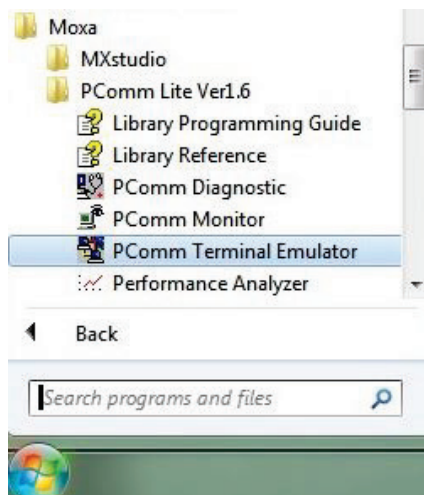 Moxa
MXstudio
PComm Lite Ver1.6
Library Programming Guide
Library Reference
PComm Diagnostic
PComm Monitor
PComm Terminal Emulator
Performance Analyzer
Back
Search programs and files